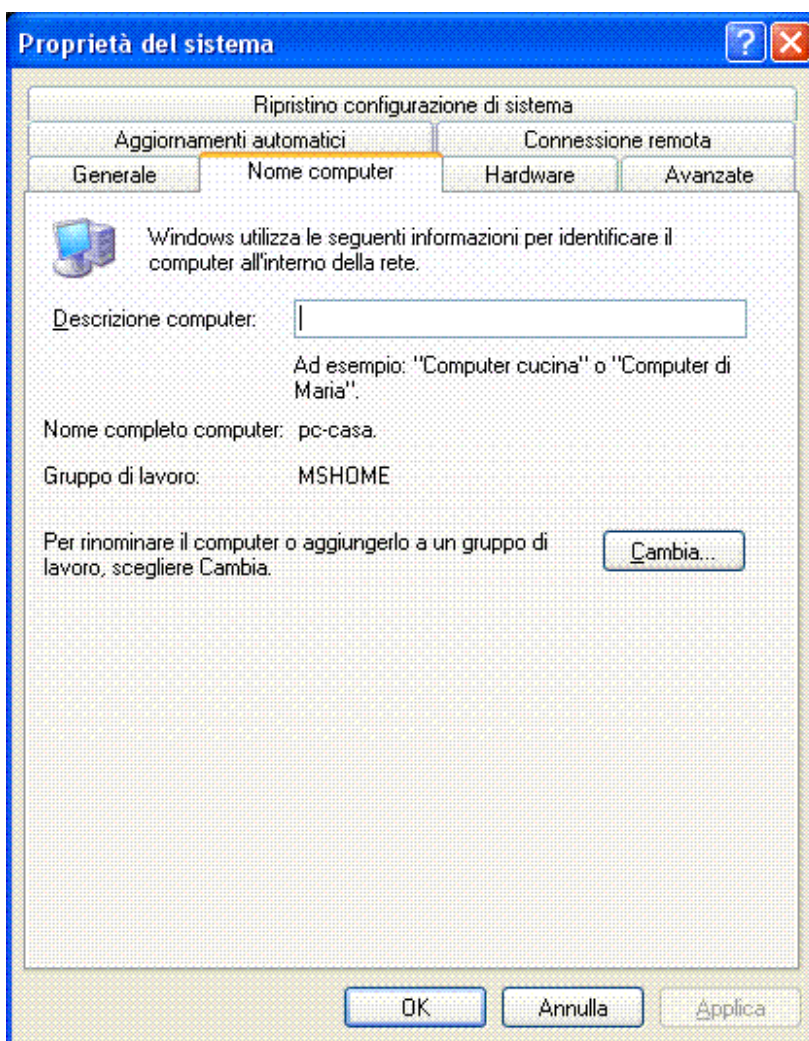 Proprietà del sistema
Ripristino configurazione di sistema
Aggiornamenti automatici
Connessione remota
Generale
Nome computer
Hardware
Avanzate
Windows utilizza le seguenti informazioni per identificare il
computer all'interno della rete.
Descrizione computer:
Ad esempio: "Computer cucina" o "Computer di
Maria".
Nome completo computer: pc-casa.
Gruppo di lavoro: MSHOME
Per rinominare il computer o aggiungerlo a un gruppo di
lavoro, scegliere Cambia.
Cambia...
OK
Annulla
Applica